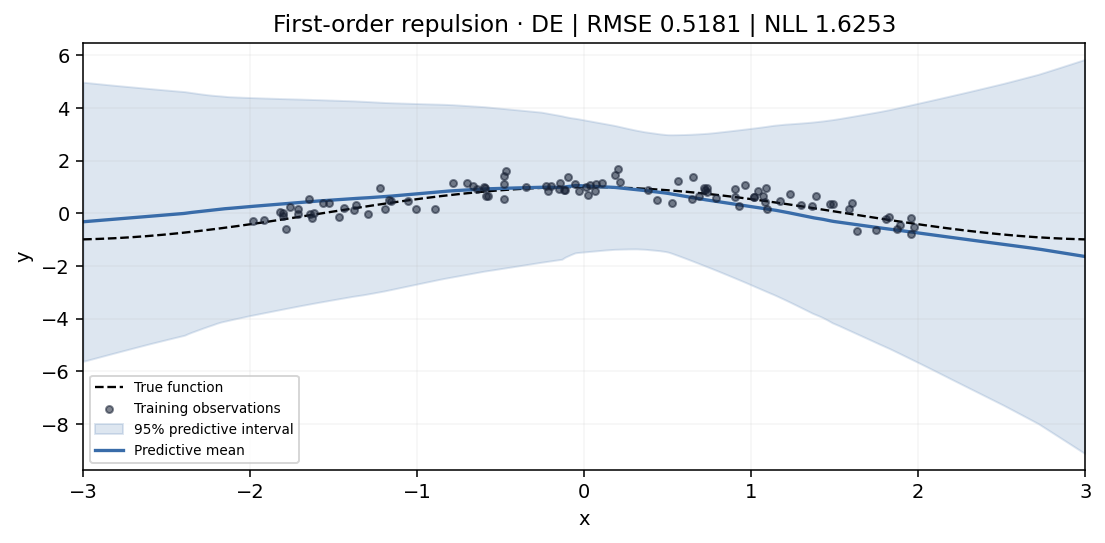 First-order repulsion · DE | RMSE 0.5181 | NLL 1.6253
6
4
2
0
−2
−4
−6
−8
y
True function
Training observations
95% predictive interval
Predictive mean
−3
−2
−1
0
1
2
3
x